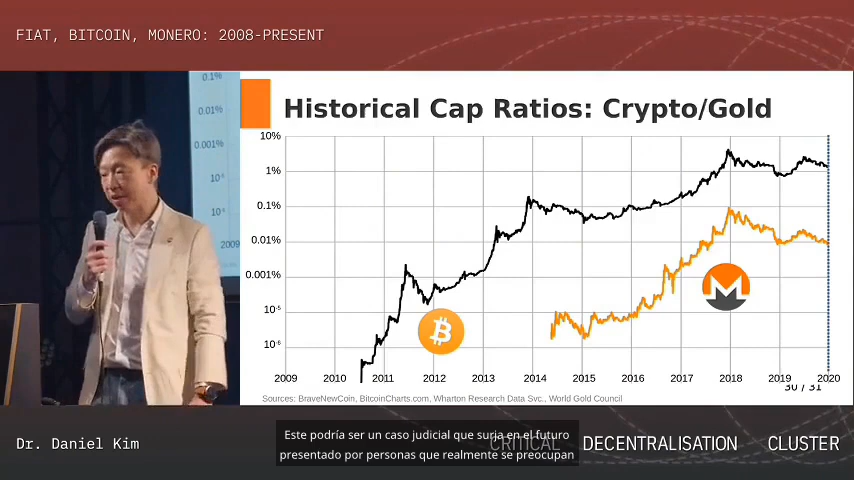 FIAT, BITCOIN, MONERO: 2008-PRESENT
0.1%
0.01%
0.001%
10⁻⁶
2009
Historical Cap Ratios: Crypto/Gold
10%
1%
0.1%
0.01%
0.001%
10⁻⁵
10⁻⁶
2009 2010 2011 2012 2013 2014 2015 2016 2017 2018 2019 2020
30 / 31
Sources: BraveNewCoin, BitcoinCharts.com, Wharton Research Data Svc., World Gold Council
Dr. Daniel Kim
CRITICAL DECENTRALISATION CLUSTER
Este podría ser un caso judicial que surja en el futuro
presentado por personas que realmente se preocupan